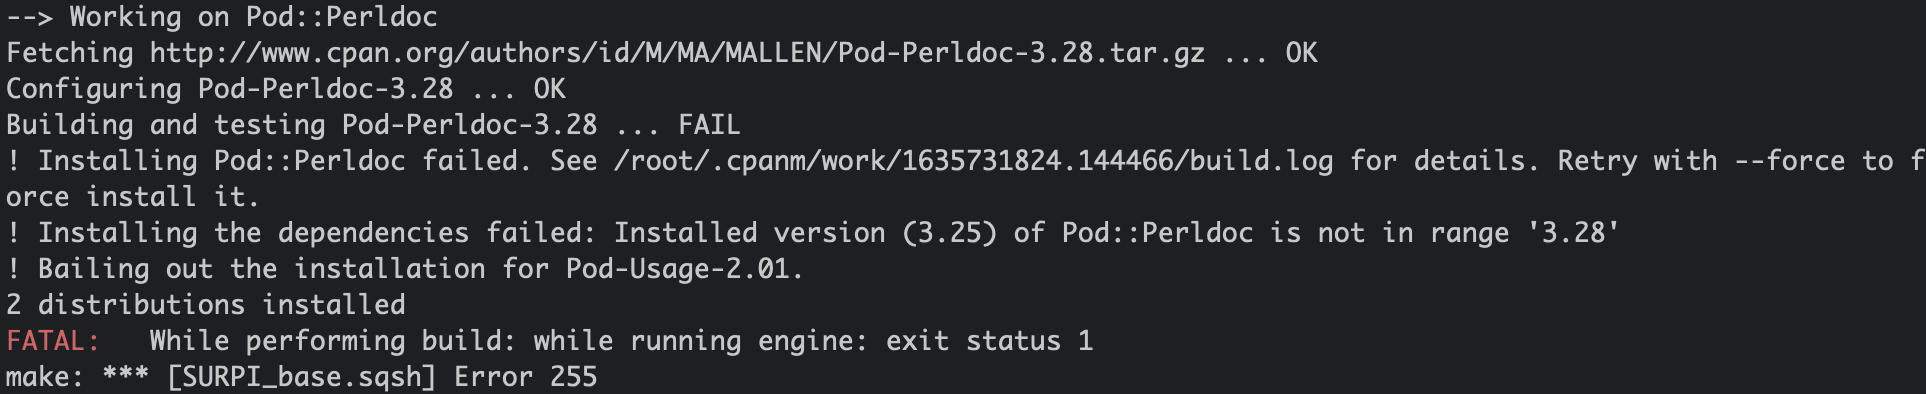 --> Working on Pod::Perldoc
Fetching http://www.cpan.org/authors/id/M/MA/MALLEN/Pod-Perldoc-3.28.tar.gz ... OK
Configuring Pod-Perldoc-3.28 ... OK
Building and testing Pod-Perldoc-3.28 ... FAIL
! Installing Pod::Perldoc failed. See /root/.cpanm/work/1635731824.144466/build.log for details. Retry with --force to f
orce install it.
! Installing the dependencies failed: Installed version (3.25) of Pod::Perldoc is not in range '3.28'
! Bailing out the installation for Pod-Usage-2.01.
2 distributions installed
FATAL:   While performing build: while running engine: exit status 1
make: *** [SURPI_base.sqsh] Error 255